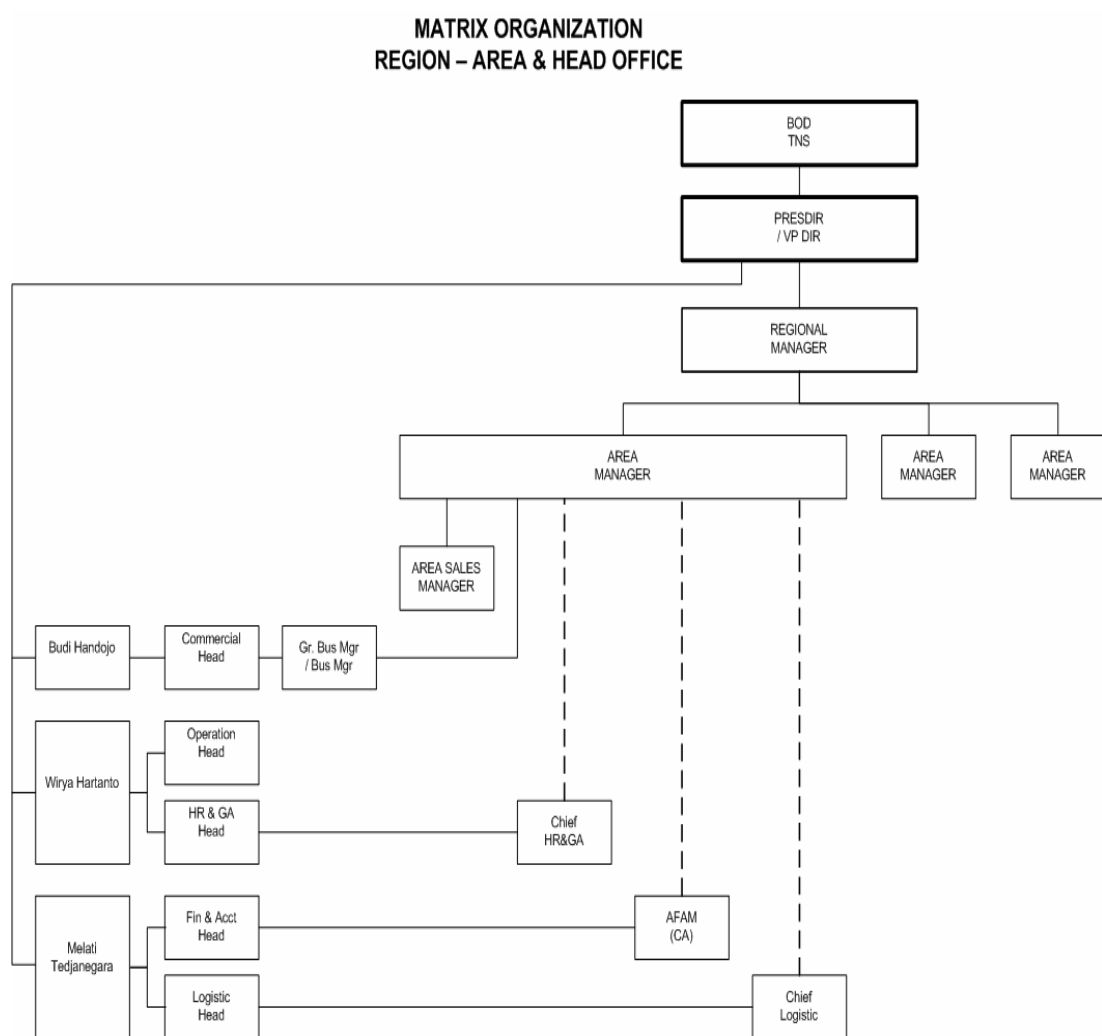 MATRIX ORGANIZATION
REGION – AREA & HEAD OFFICE
BOD
TNS
PRESDIR
/ VP DIR
REGIONAL
MANAGER
AREA
MANAGER
AREA
MANAGER
AREA
MANAGER
AREA SALES
MANAGER
Budi Handojo
Commercial
Head
Gr. Bus Mgr
/ Bus Mgr
Operation
Head
Wirya Hartanto
HR & GA
Head
Chief
HR&GA
Fin & Acct
Head
AFAM
(CA)
Melati
Tedjanegara
Logistic
Head
Chief
Logistic